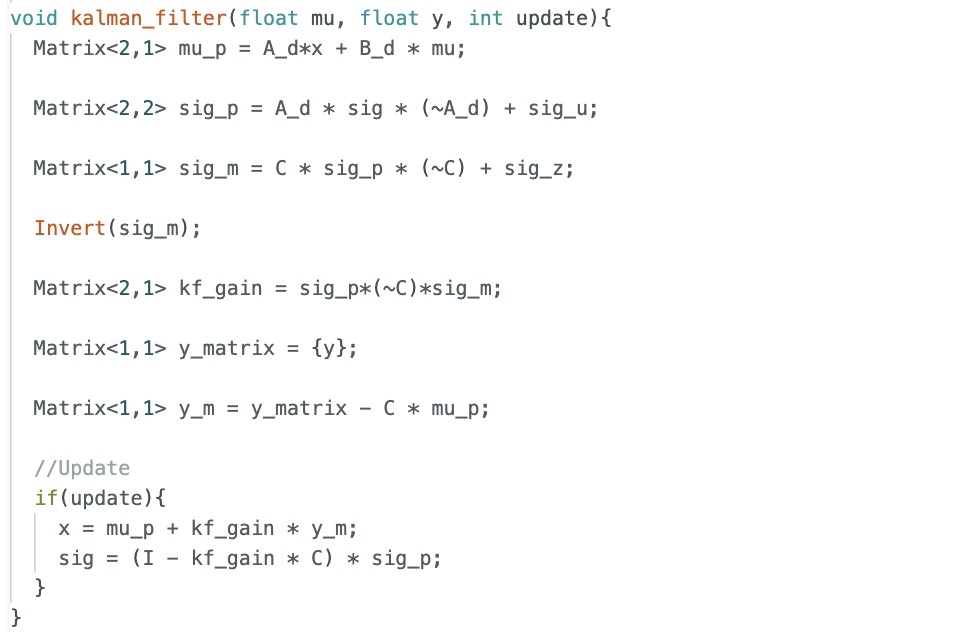 void kalman_filter(float mu, float y, int update){
  Matrix<2,1> mu_p = A_d*x + B_d * mu;
  Matrix<2,2> sig_p = A_d * sig * (~A_d) + sig_u;
  Matrix<1,1> sig_m = C * sig_p * (~C) + sig_z;
  Invert(sig_m);
  Matrix<2,1> kf_gain = sig_p*(~C)*sig_m;
  Matrix<1,1> y_matrix = {y};
  Matrix<1,1> y_m = y_matrix - C * mu_p;
  //Update
  if(update){
    x = mu_p + kf_gain * y_m;
    sig = (I - kf_gain * C) * sig_p;
  }
}